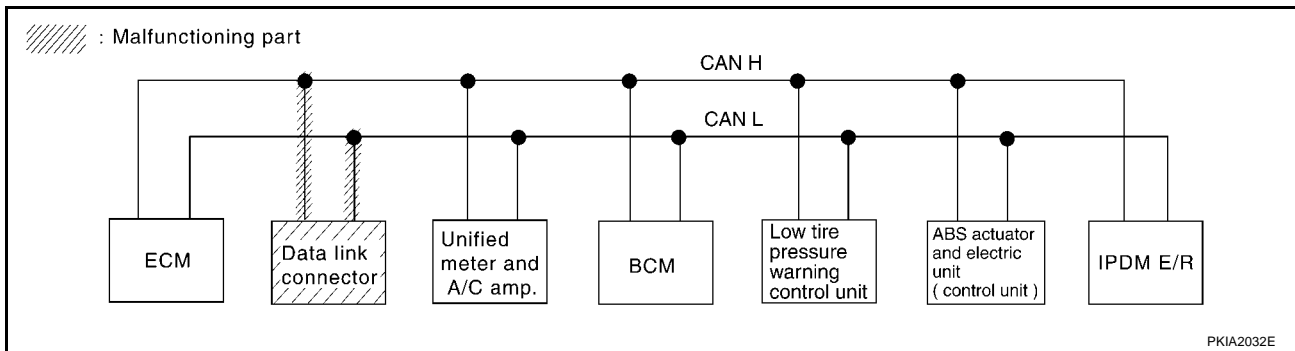 : Malfunctioning part
CAN H
CAN L
ECM
Data link
connector
Unified
meter and
A/C amp.
BCM
Low tire
pressure
warning
control unit
ABS actuator
and electric
unit
( control unit )
IPDM E/R
PKIA2032E